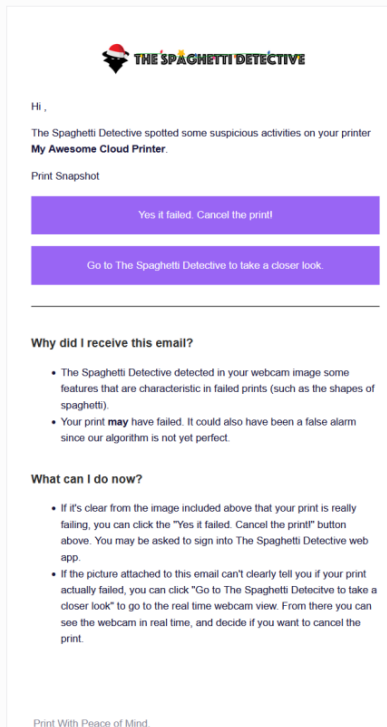 THE SPAGHETTI DETECTIVE
Hi ,
The Spaghetti Detective spotted some suspicious activities on your printer
My Awesome Cloud Printer.
Print Snapshot
Yes it failed. Cancel the print!
Go to The Spaghetti Detective to take a closer look.
Why did I receive this email?
• The Spaghetti Detective detected in your webcam image some
features that are characteristic in failed prints (such as the shapes of
spaghetti).
• Your print may have failed. It could also have been a false alarm
since our algorithm is not yet perfect.
What can I do now?
• If it's clear from the image included above that your print is really
failing, you can click the "Yes it failed. Cancel the print!" button
above. You may be asked to sign into The Spaghetti Detective web
app.
• If the picture attached to this email can't clearly tell you if your print
actually failed, you can click "Go to The Spaghetti Detecitve to take a
closer look" to go to the real time webcam view. From there you can
see the webcam in real time, and decide if you want to cancel the
print.
Print With Peace of Mind.